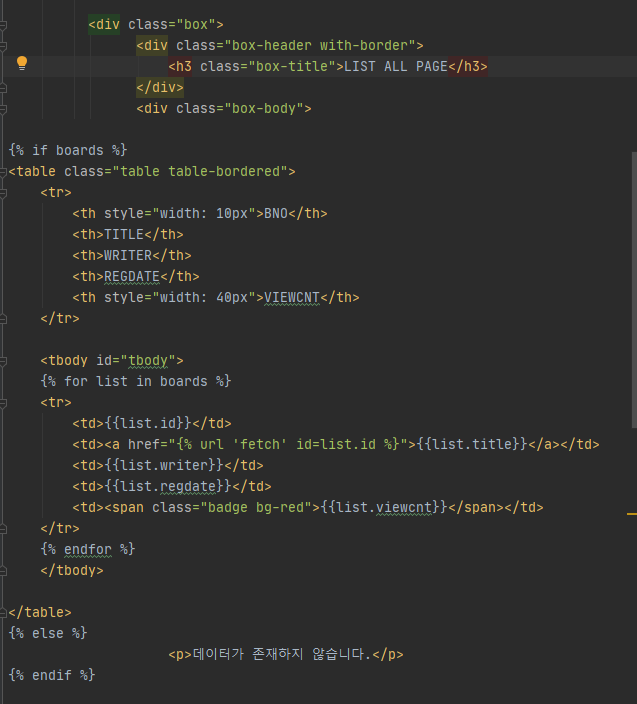 <div class="box">
<div class="box-header with-border">
<h3 class="box-title">LIST ALL PAGE</h3>
</div>
<div class="box-body">
{% if boards %}
<table class="table table-bordered">
<tr>
<th style="width: 10px">BNO</th>
<th>TITLE</th>
<th>WRITER</th>
<th>REGDATE</th>
<th style="width: 40px">VIEWCNT</th>
</tr>
<tbody id="tbody">
{% for list in boards %}
<tr>
<td>{{list.id}}</td>
<td><a href="{% url 'fetch' id=list.id %}">{{list.title}}</a></td>
<td>{{list.writer}}</td>
<td>{{list.regdate}}</td>
<td><span class="badge bg-red">{{list.viewcnt}}</span></td>
</tr>
{% endfor %}
</tbody>
</table>
{% else %}
<p>데이터가 존재하지 않습니다.</p>
{% endif %}